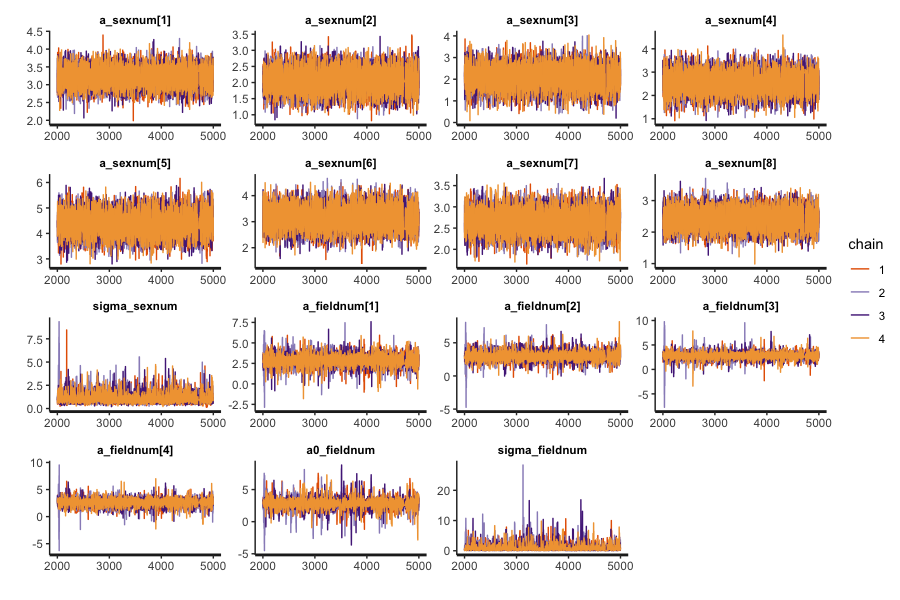 a_sexnum[1] a_sexnum[2] a_sexnum[3] a_sexnum[4]
4.5 3.5 4 4
4.0 3.0 3 3
3.5 2.5 2 2
3.0 2.0 1 1
2.5 1.5 0
2.0 1.0
2000 3000 4000 5000 2000 3000 4000 5000 2000 3000 4000 5000 2000 3000 4000 5000
a_sexnum[5] a_sexnum[6] a_sexnum[7] a_sexnum[8]
6 4 3.5 3
5 3 3.0 2
4 2 2.5 1
3 2.0
2000 3000 4000 5000 2000 3000 4000 5000 2000 3000 4000 5000 2000 3000 4000 5000
chain
1
2
3
4
sigma_sexnum a_fieldnum[1] a_fieldnum[2] a_fieldnum[3]
7.5 7.5 5 10
5.0 5.0 0 5
2.5 2.5 -5 0
0.0 0.0 -5
-2.5
2000 3000 4000 5000 2000 3000 4000 5000 2000 3000 4000 5000 2000 3000 4000 5000
a_fieldnum[4] a0_fieldnum sigma_fieldnum
10 5 20
5 0 10
0 -5 0
-5
2000 3000 4000 5000 2000 3000 4000 5000 2000 3000 4000 5000